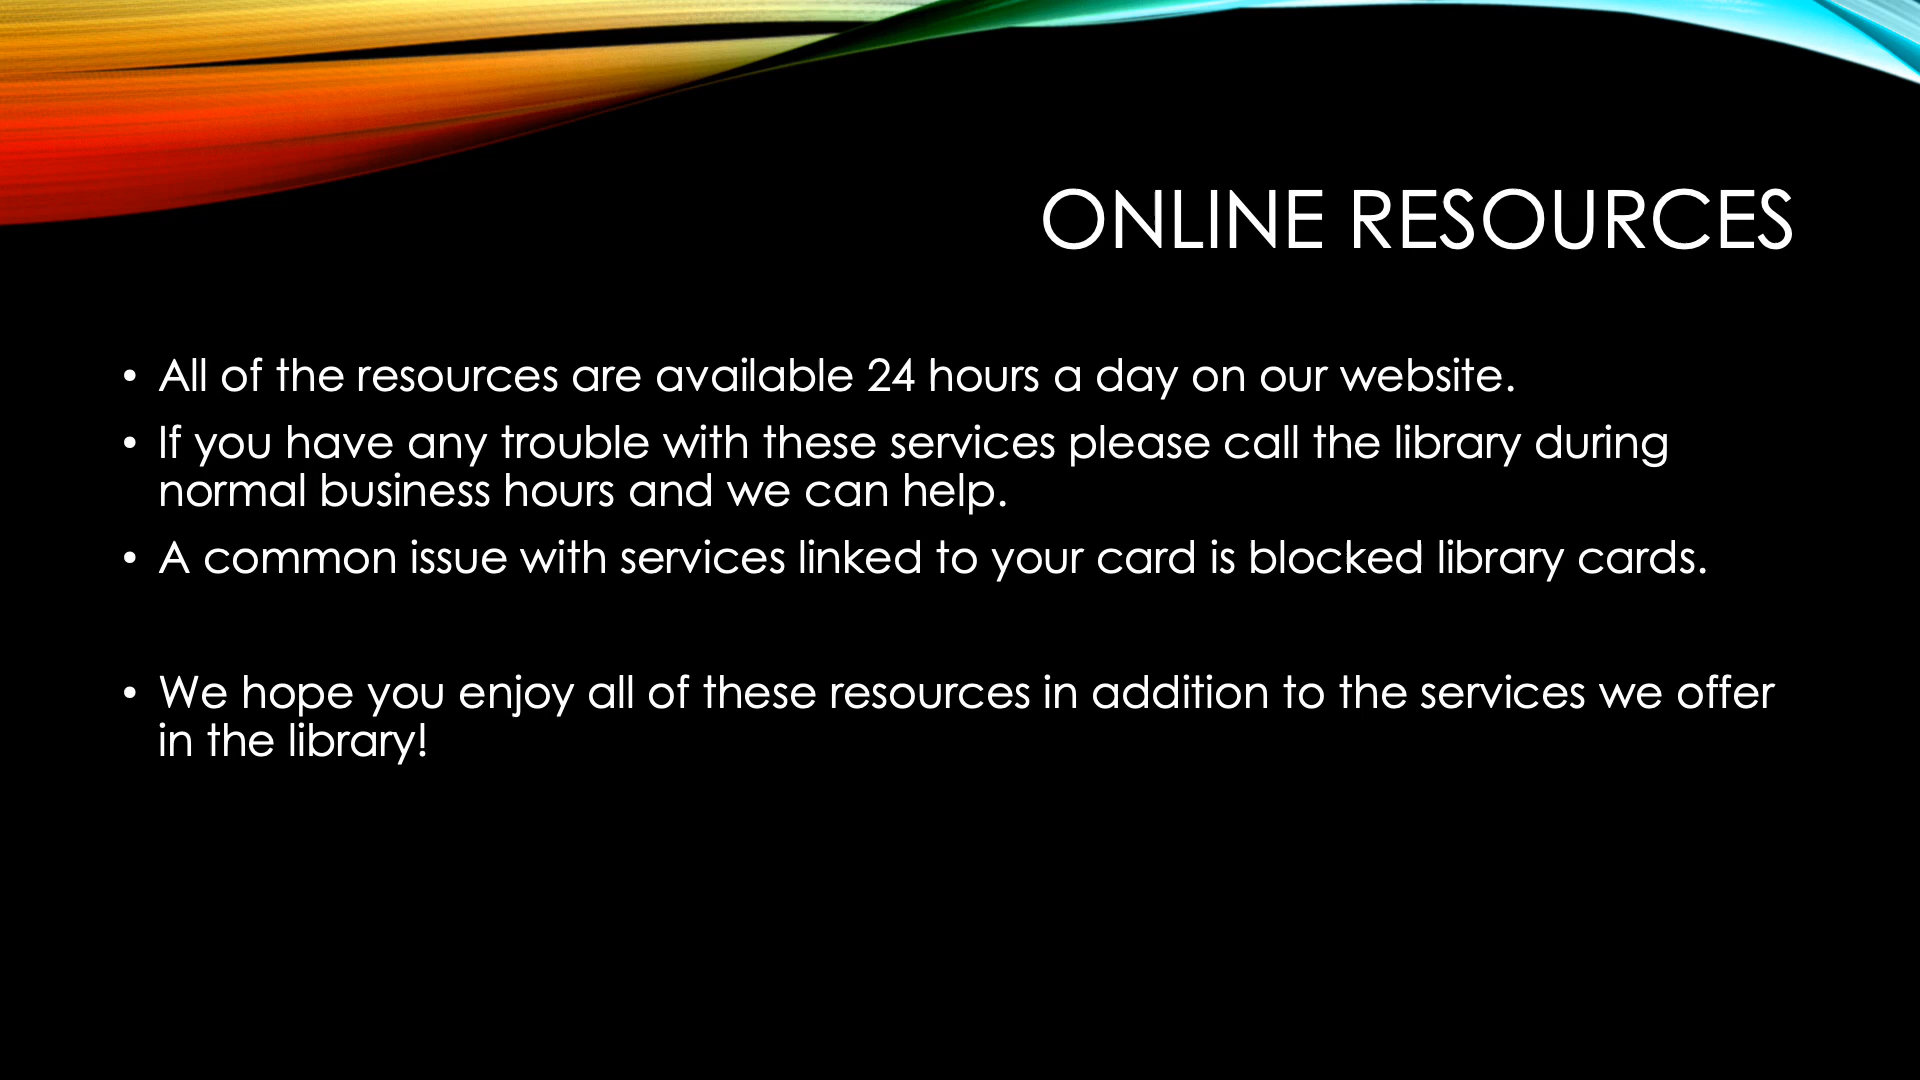 ONLINE RESOURCES
• All of the resources are available 24 hours a day on our website.
• If you have any trouble with these services please call the library during
normal business hours and we can help.
• A common issue with services linked to your card is blocked library cards.
• We hope you enjoy all of these resources in addition to the services we offer
in the library!